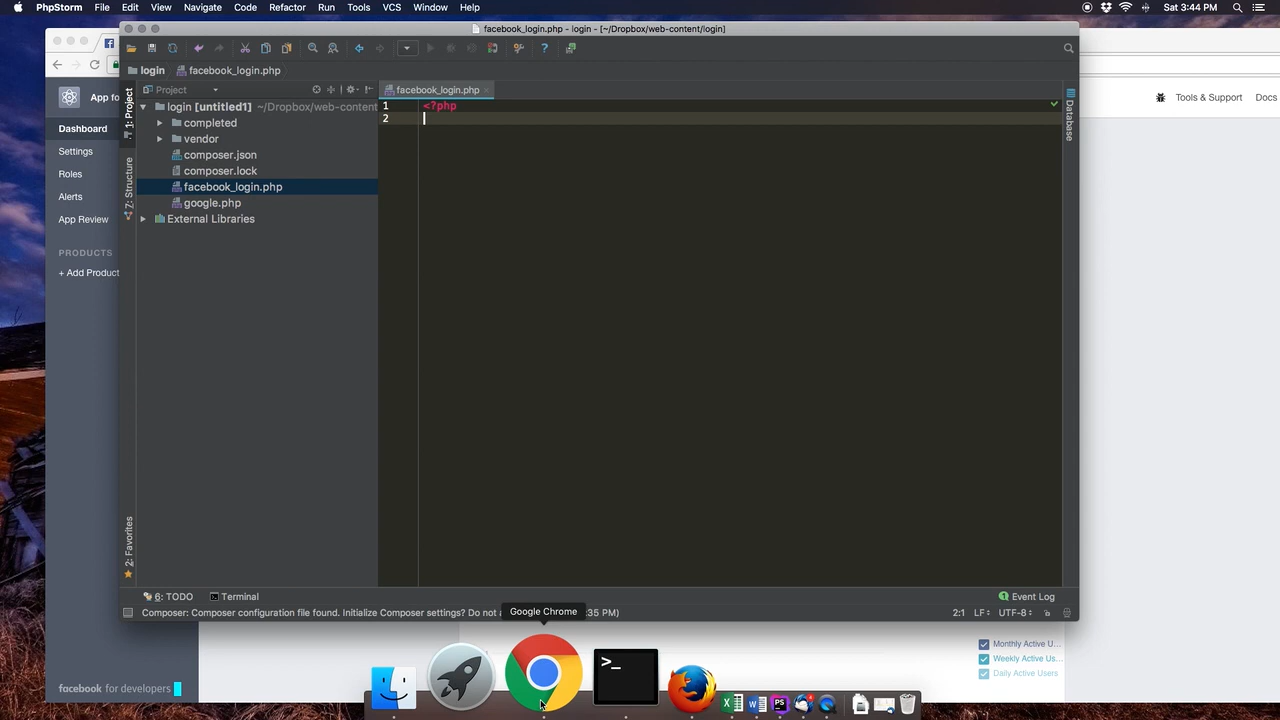 PhpStorm File Edit View Navigate Code Refactor Run Tools VCS Window Help Sat 3:44 PM
facebook_login.php - login - [~/Dropbox/web-content/login]
login facebook_login.php
Project facebook_login.php
1: Project
7: Structure
2: Favorites
login [untitled1] ~/Dropbox/web-content
completed
vendor
composer.json
composer.lock
facebook_login.php
google.php
External Libraries
1 <?php
2
Database
App fo
Dashboard
Settings
Roles
Alerts
App Review
PRODUCTS
+ Add Product
Tools & Support Docs
6: TODO Terminal Event Log
Composer: Composer configuration file found. Initialize Composer settings? Do not a :35 PM) 2:1 LF UTF-8
Google Chrome
Monthly Active U...
Weekly Active Us...
Daily Active Users
facebook for developers
>_